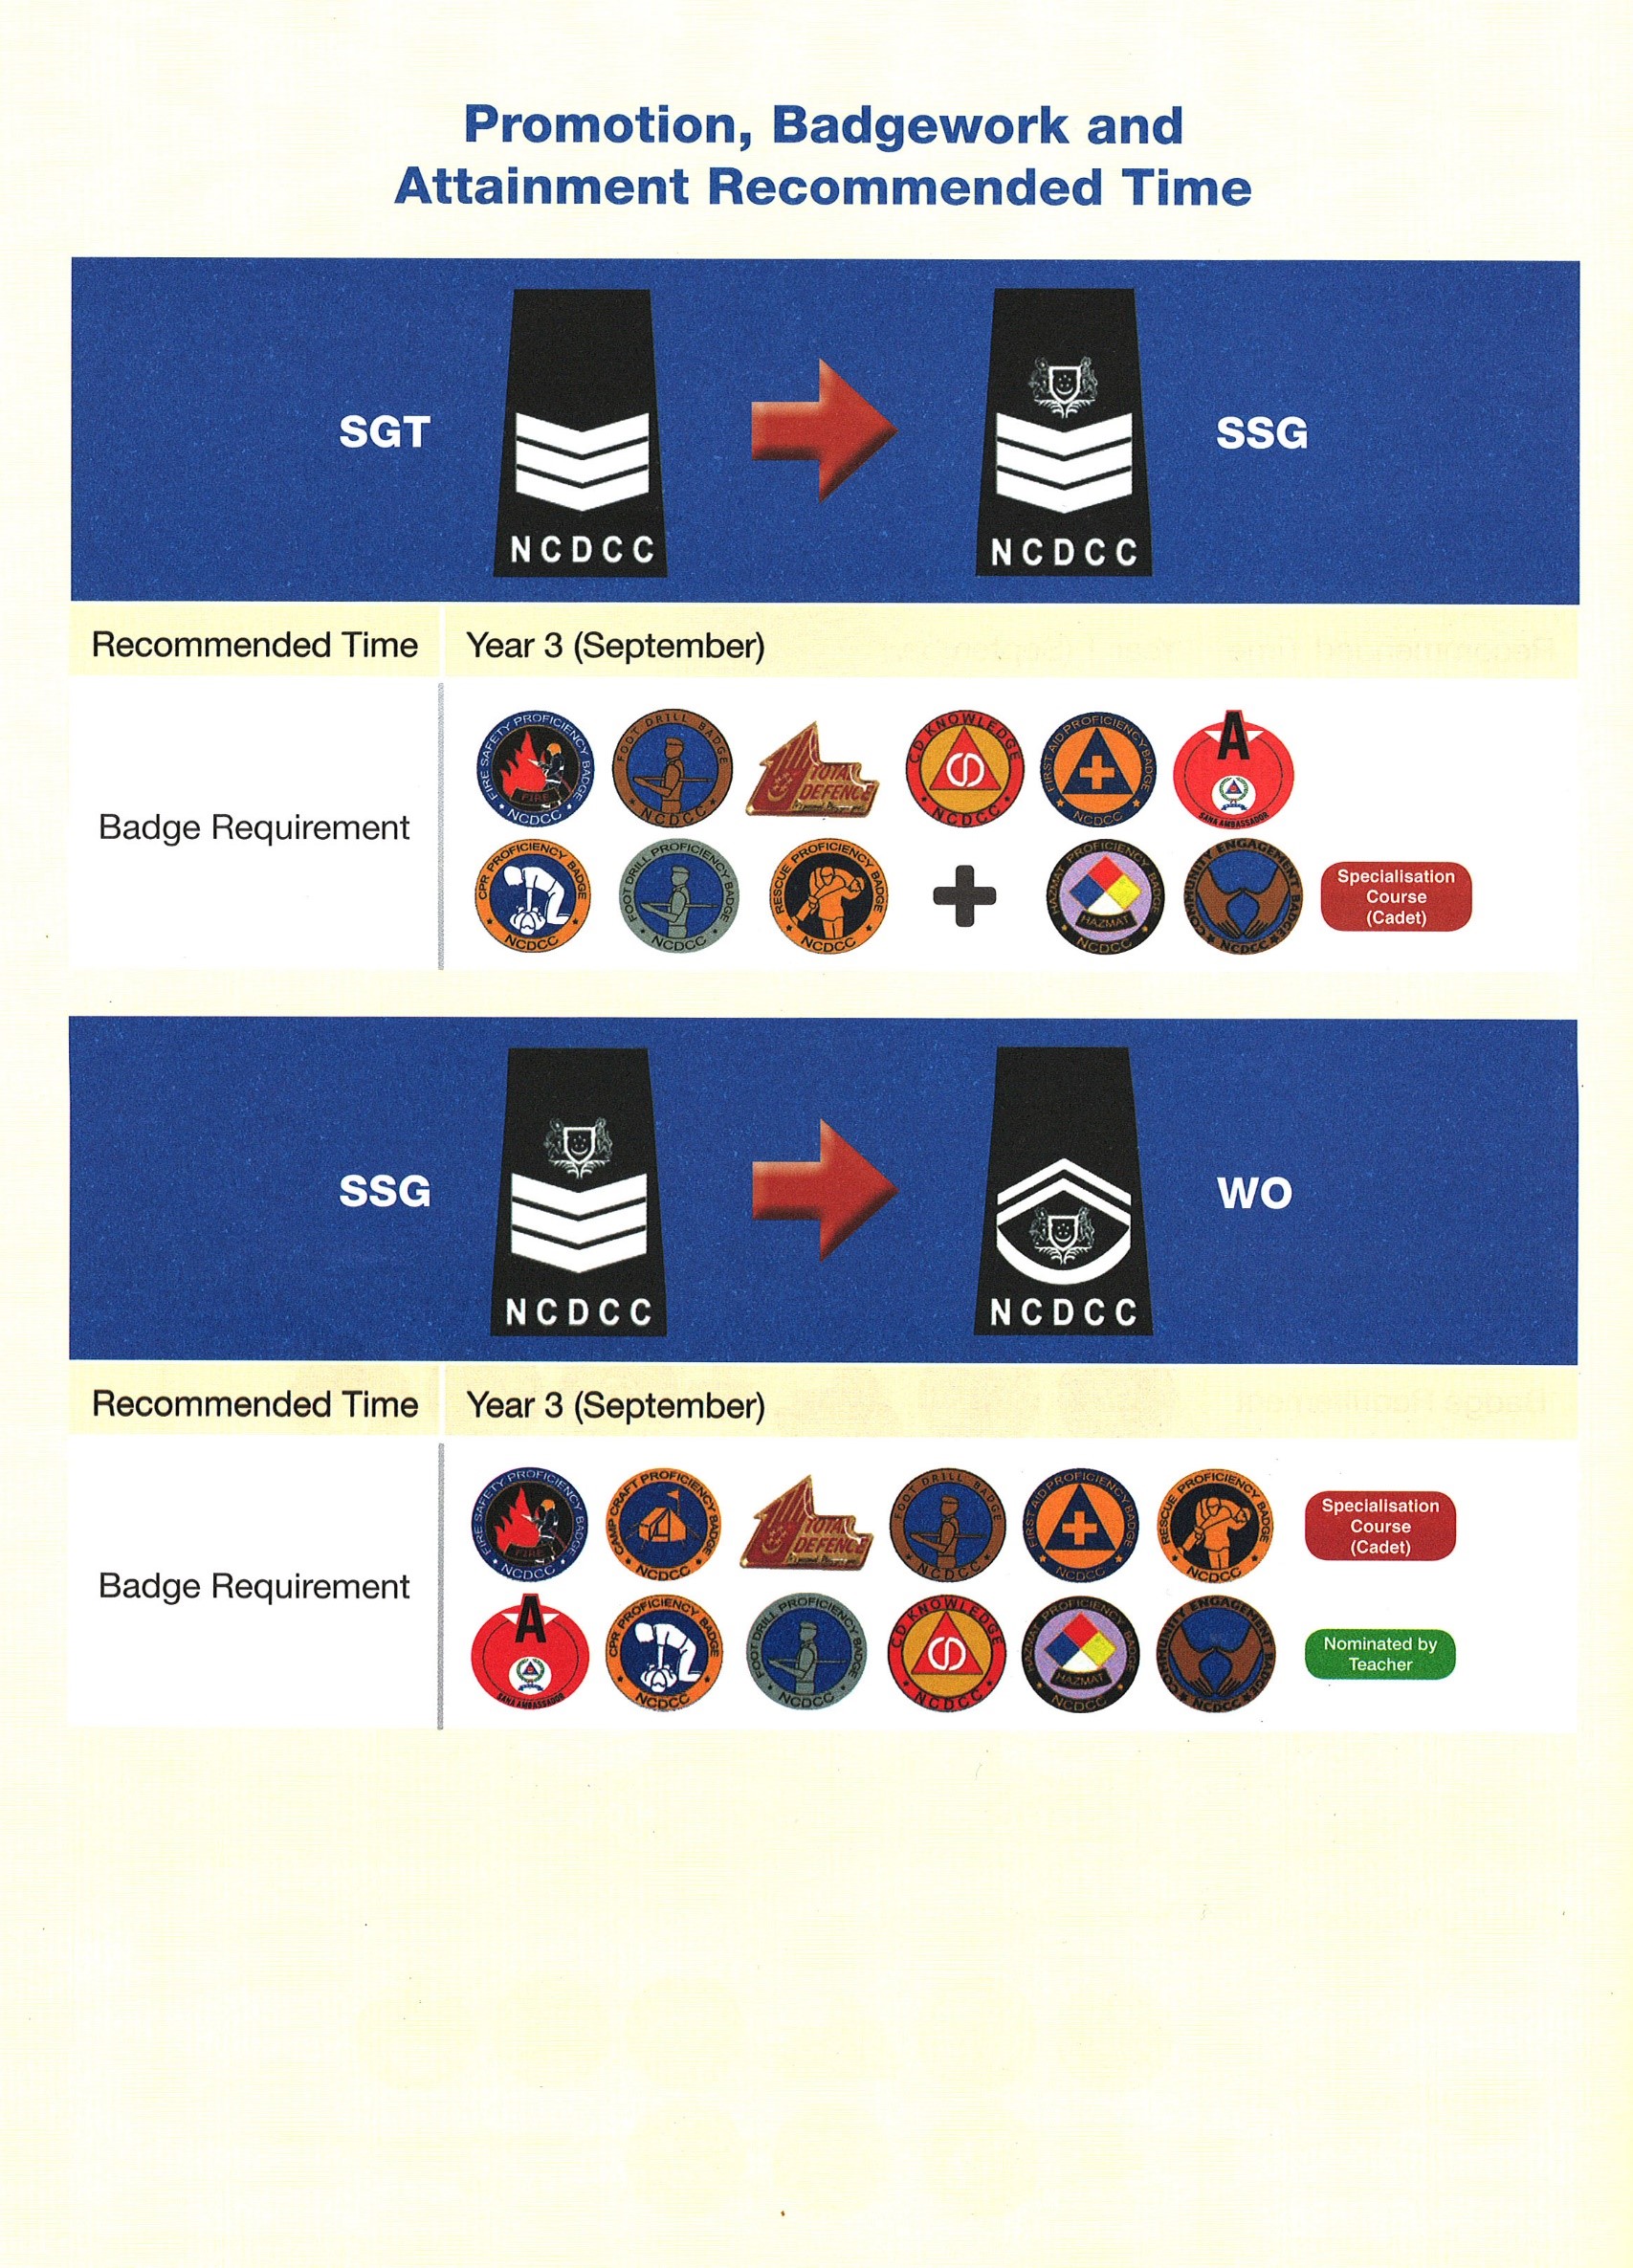 Promotion, Badgework and
Attainment Recommended Time
SGT
NCDCC
NCDCC
SSG
Recommended Time
Year 3 (September)
Badge Requirement
FIRE SAFETY PROFICIENCY BADGE
FIRE
NCDCC
FOOT DRILL BADGE
NCDCC
TOTAL
DEFENCE
CD KNOWLEDGE
NCDCC
FIRST AID PROFICIENCY BADGE
NCDCC
A
SANA AMBASSADOR
CPR PROFICIENCY BADGE
NCDCC
FOOT DRILL PROFICIENCY BADGE
NCDCC
RESCUE PROFICIENCY BADGE
NCDCC
HAZMAT PROFICIENCY BADGE
HAZMAT
NCDCC
COMMUNITY ENGAGEMENT BADGE
NCDCC
Specialisation
Course
(Cadet)
SSG
NCDCC
NCDCC
WO
Recommended Time
Year 3 (September)
Badge Requirement
FIRE SAFETY PROFICIENCY BADGE
FIRE
NCDCC
CAMP CRAFT PROFICIENCY BADGE
NCDCC
TOTAL
DEFENCE
FOOT DRILL BADGE
NCDCC
FIRST AID PROFICIENCY BADGE
NCDCC
RESCUE PROFICIENCY BADGE
NCDCC
Specialisation
Course
(Cadet)
A
SANA AMBASSADOR
CPR PROFICIENCY BADGE
NCDCC
FOOT DRILL PROFICIENCY BADGE
NCDCC
CD KNOWLEDGE
NCDCC
HAZMAT PROFICIENCY BADGE
HAZMAT
NCDCC
COMMUNITY ENGAGEMENT BADGE
NCDCC
Nominated by
Teacher